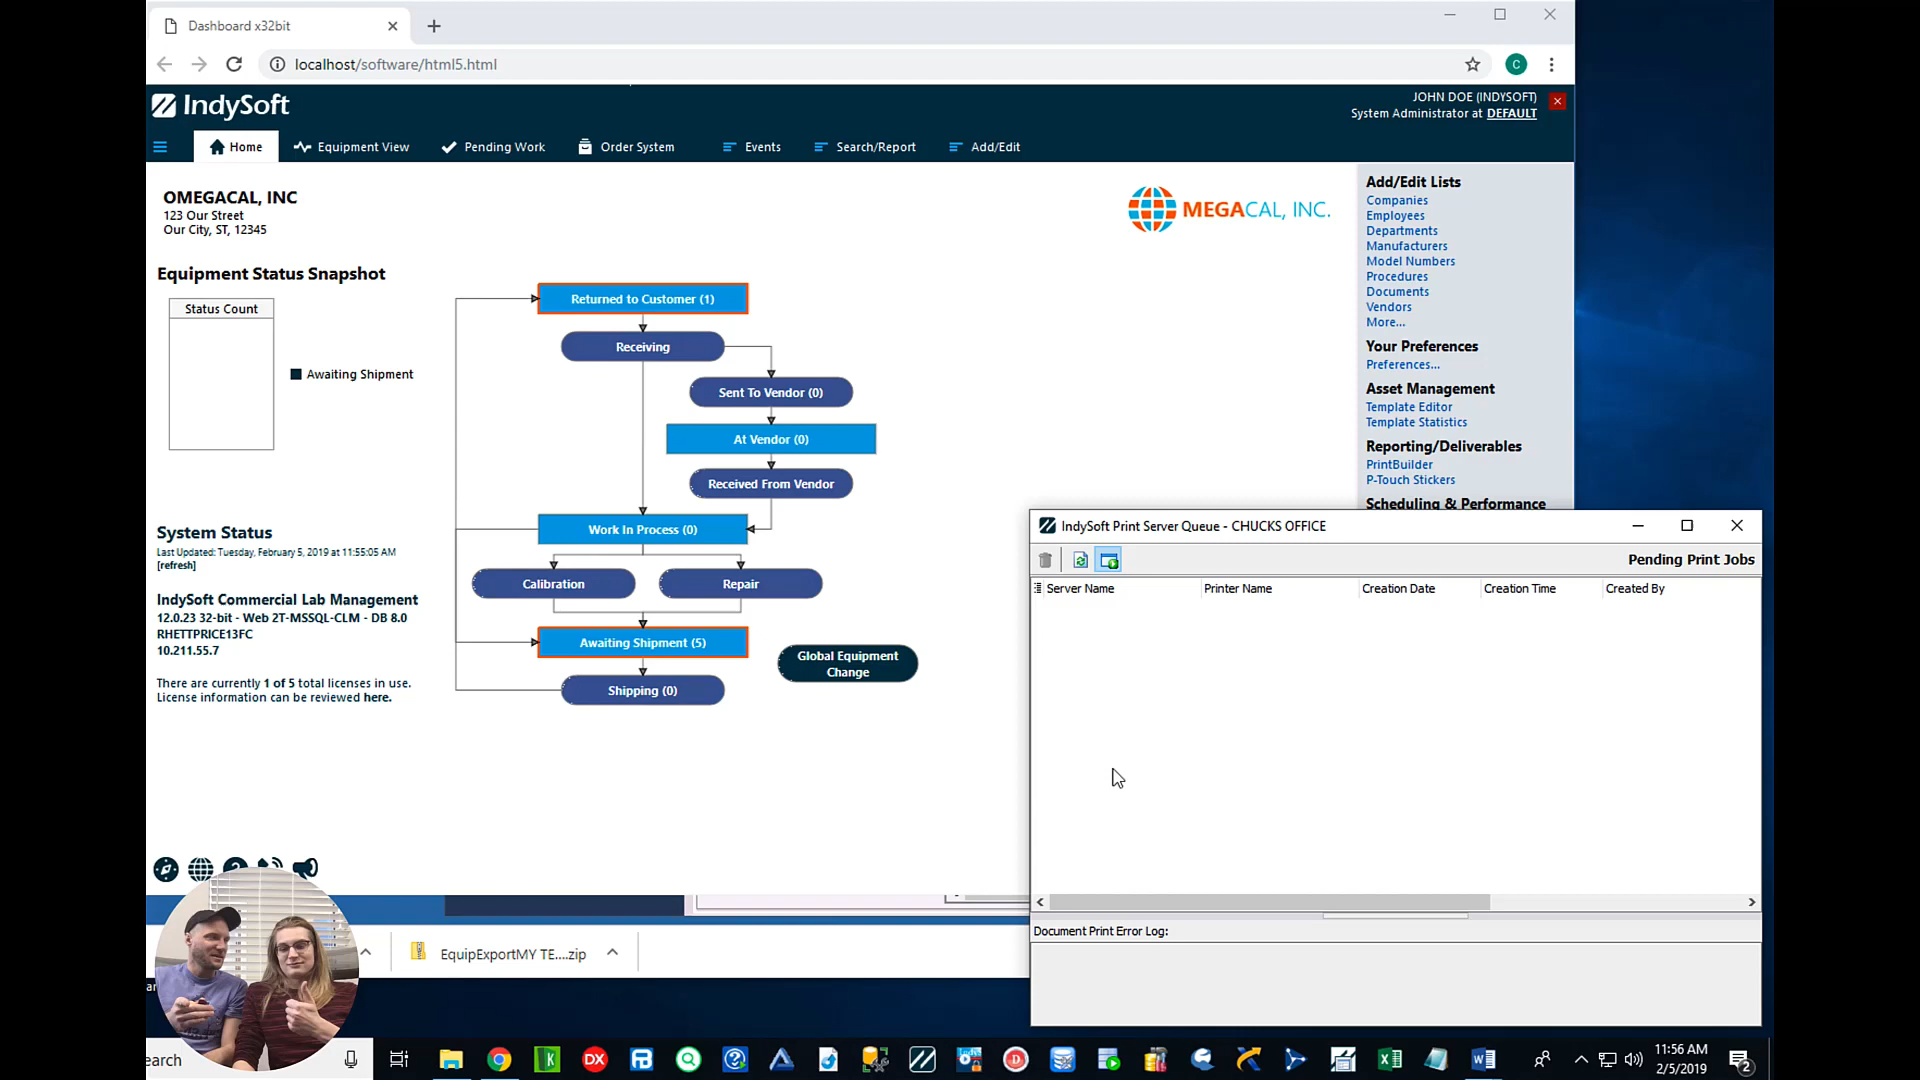 Dashboard x32bit
localhost/software/html5.html
C
IndySoft
JOHN DOE (INDYSOFT)
System Administrator at DEFAULT
Home
Equipment View
Pending Work
Order System
Events
Search/Report
Add/Edit
OMEGACAL, INC
123 Our Street
Our City, ST, 12345
MEGACAL, INC.
Equipment Status Snapshot
Status Count
Awaiting Shipment
Returned to Customer (1)
Receiving
Sent To Vendor (0)
At Vendor (0)
Received From Vendor
Work In Process (0)
Calibration
Repair
Awaiting Shipment (5)
Shipping (0)
Global Equipment
Change
System Status
Last Updated: Tuesday, February 5, 2019 at 11:55:05 AM
[refresh]
IndySoft Commercial Lab Management
12.0.23 32-bit - Web 2T-MSSQL-CLM - DB 8.0
RHETTPRICE13FC
10.211.55.7
There are currently 1 of 5 total licenses in use.
License information can be reviewed here.
Add/Edit Lists
Companies
Employees
Departments
Manufacturers
Model Numbers
Procedures
Documents
Vendors
More...
Your Preferences
Preferences...
Asset Management
Template Editor
Template Statistics
Reporting/Deliverables
PrintBuilder
P-Touch Stickers
Scheduling & Performance
IndySoft Print Server Queue - CHUCKS OFFICE
Pending Print Jobs
Server Name
Printer Name
Creation Date
Creation Time
Created By
Document Print Error Log:
EquipExportMY TE....zip
earch
DX
11:56 AM
2/5/2019
2